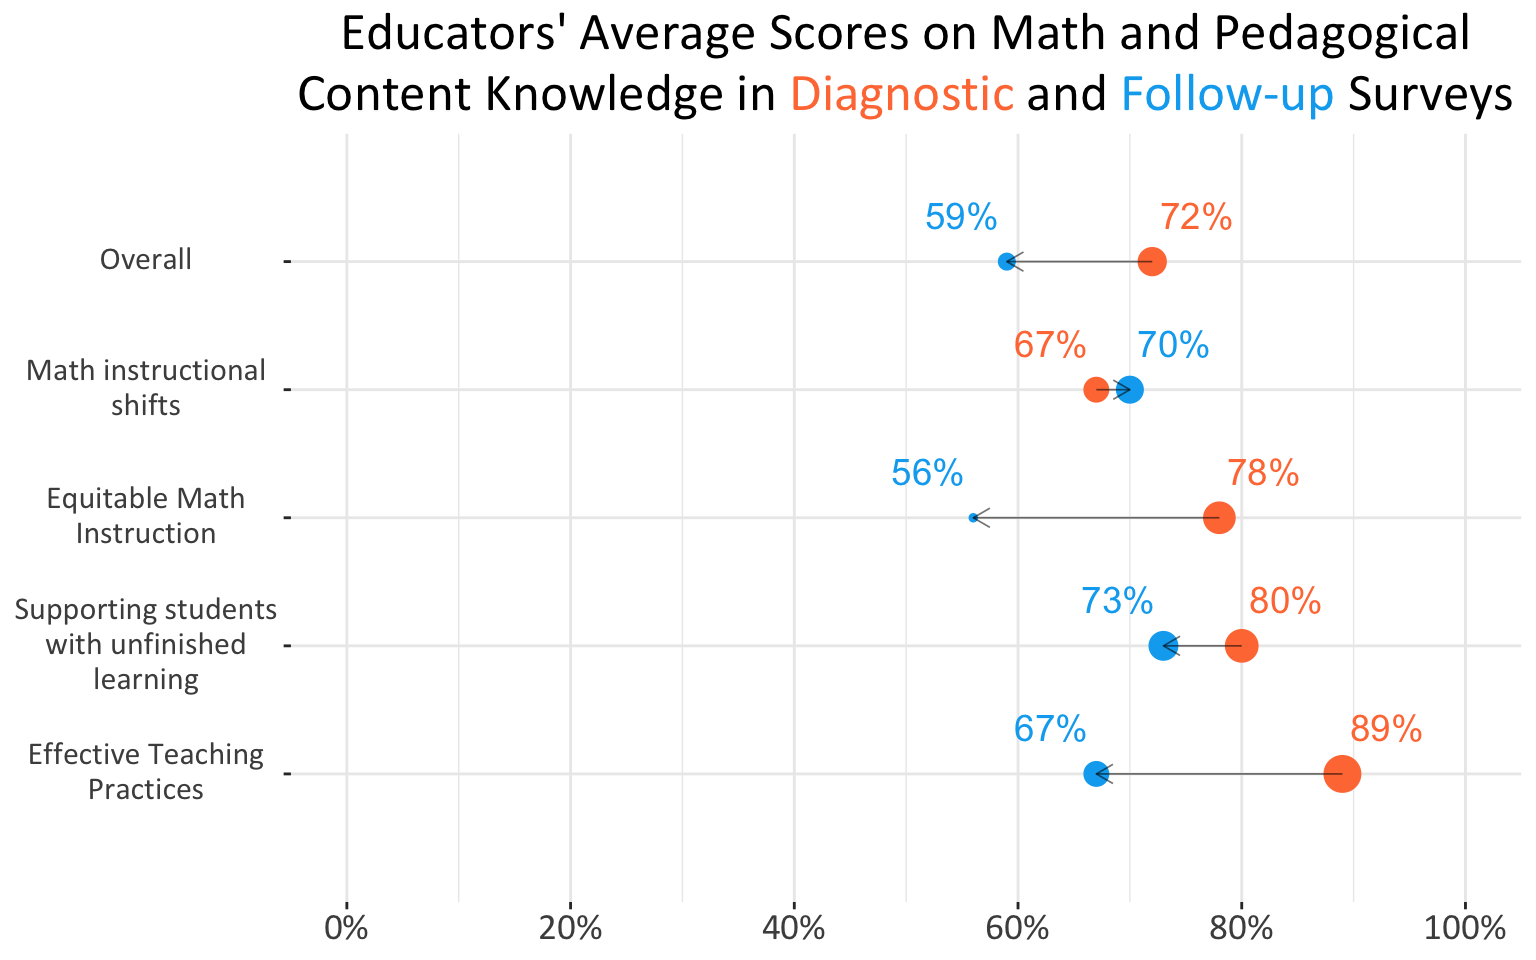 Educators' Average Scores on Math and Pedagogical
Content Knowledge in Diagnostic and Follow-up Surveys
59%
72%
Overall
67%
70%
Math instructional
shifts
56%
78%
Equitable Math
Instruction
73%
80%
Supporting students
with unfinished
learning
67%
89%
Effective Teaching
Practices
0%
20%
40%
60%
80%
100%